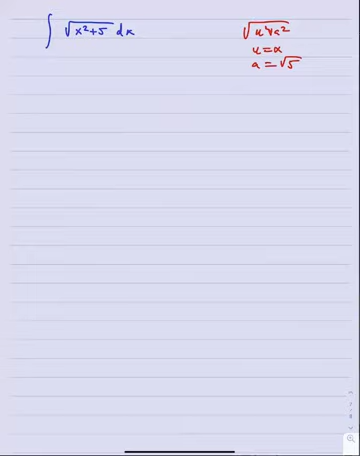 ∫ √(x²+5) dx
√(u²+a²)
u = x
a = √5